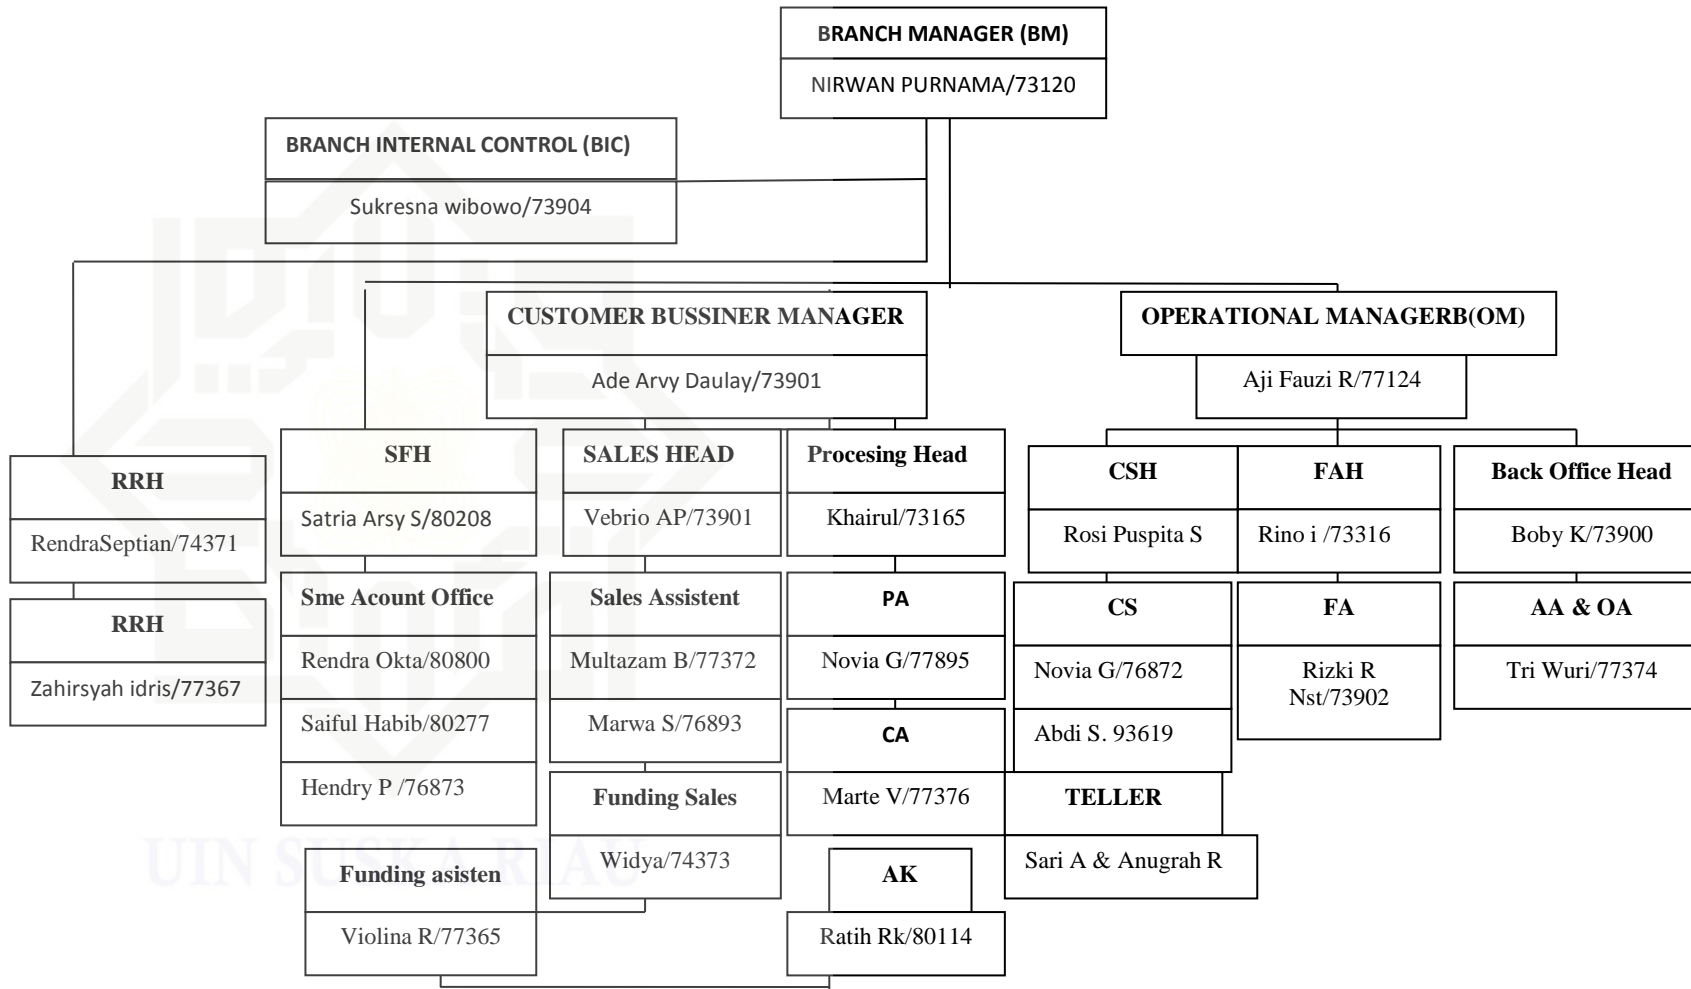 BRANCH MANAGER (BM)
NIRWAN PURNAMA/73120
BRANCH INTERNAL CONTROL (BIC)
Sukresna wibowo/73904
CUSTOMER BUSSINER MANAGER
Ade Arvy Daulay/73901
OPERATIONAL MANAGERB(OM)
Aji Fauzi R/77124
RRH
RendraSeptian/74371
RRH
Zahirsyah idris/77367
SFH
Satria Arsy S/80208
Sme Acount Office
Rendra Okta/80800
Saiful Habib/80277
Hendry P /76873
SALES HEAD
Vebrio AP/73901
Sales Assistent
Multazam B/77372
Marwa S/76893
Funding Sales
Widya/74373
Funding asisten
Violina R/77365
Procesing Head
Khairul/73165
PA
Novia G/77895
CA
Marte V/77376
AK
Ratih Rk/80114
CSH
Rosi Puspita S
CS
Novia G/76872
Abdi S. 93619
TELLER
Sari A & Anugrah R
FAH
Rino i /73316
FA
Rizki R
Nst/73902
Back Office Head
Boby K/73900
AA & OA
Tri Wuri/77374
UIN SUSKA RIAU